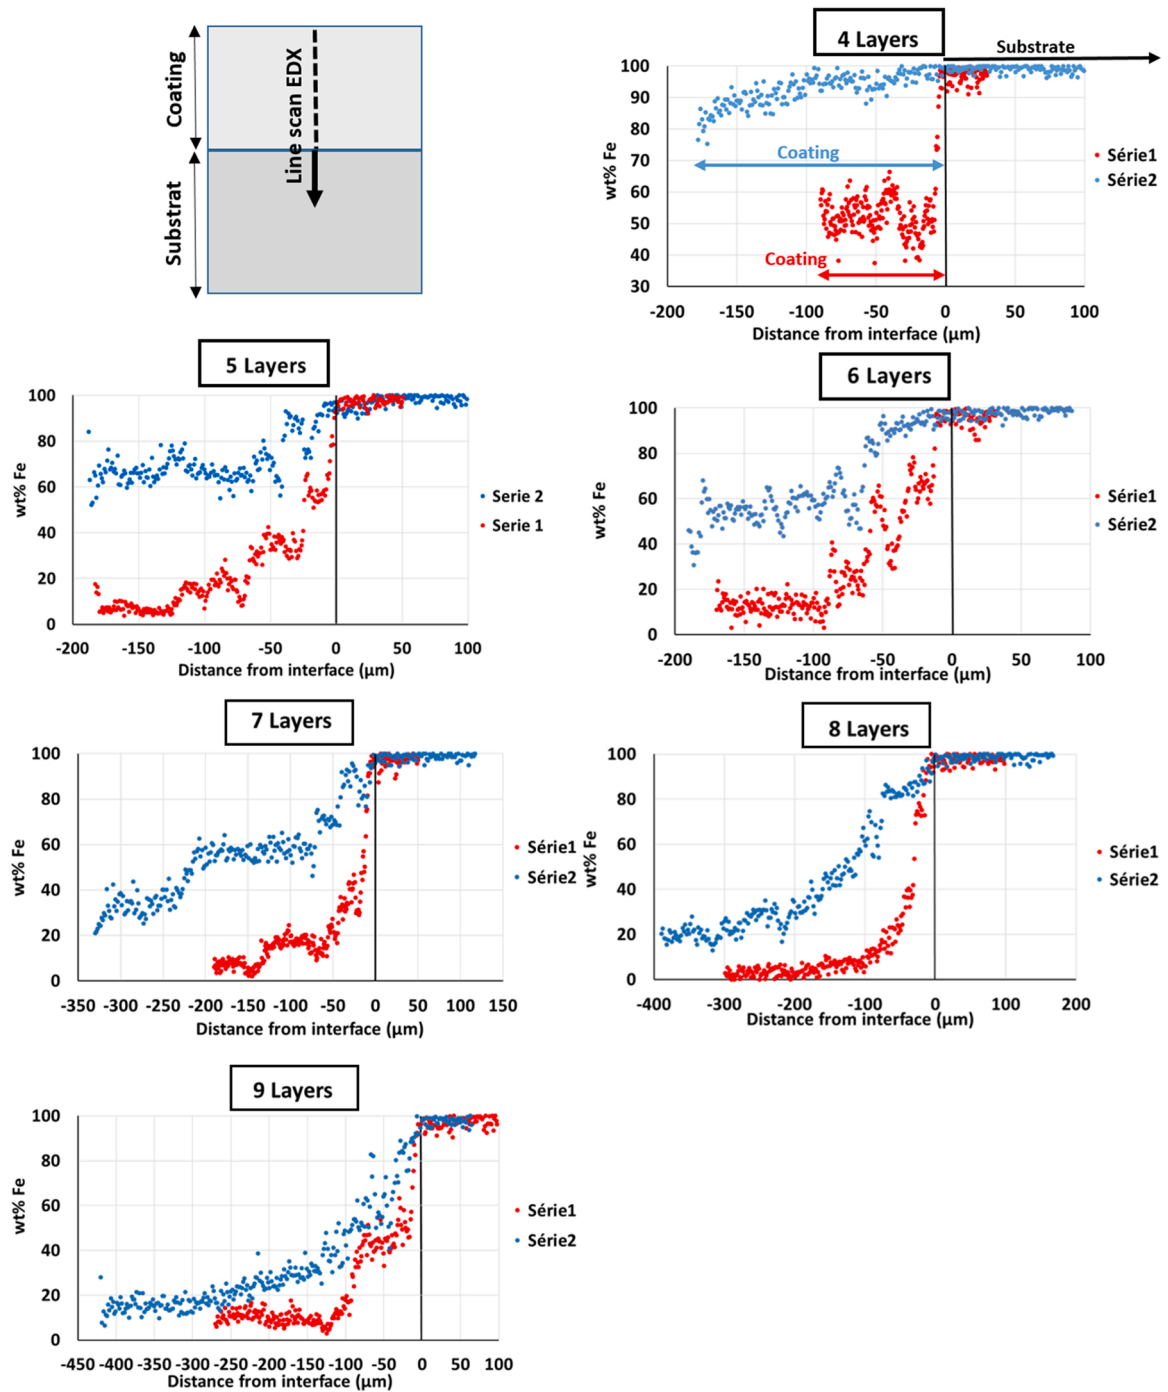 Coating
Substrat
Line scan EDX
4 Layers
Substrate
100
90
80
70
60
50
40
30
wt% Fe
Coating
Coating
Série1
Série2
-200 -150 -100 -50 0 50 100
Distance from interface (µm)
5 Layers
100
80
60
40
20
0
wt% Fe
Serie 2
Serie 1
-200 -150 -100 -50 0 50 100
Distance from interface (µm)
6 Layers
100
80
60
40
20
0
wt% Fe
Série1
Série2
-200 -150 -100 -50 0 50 100
Distance from interface (µm)
7 Layers
100
80
60
40
20
0
wt% Fe
Série1
Série2
-350 -300 -250 -200 -150 -100 -50 0 50 100 150
Distance from interface (µm)
8 Layers
100
80
60
40
20
0
wt% Fe
Série1
Série2
-400 -300 -200 -100 0 100 200
Distance from interface (µm)
9 Layers
100
80
60
40
20
0
wt% Fe
Série1
Série2
-450 -400 -350 -300 -250 -200 -150 -100 -50 0 50 100
Distance from interface (µm)